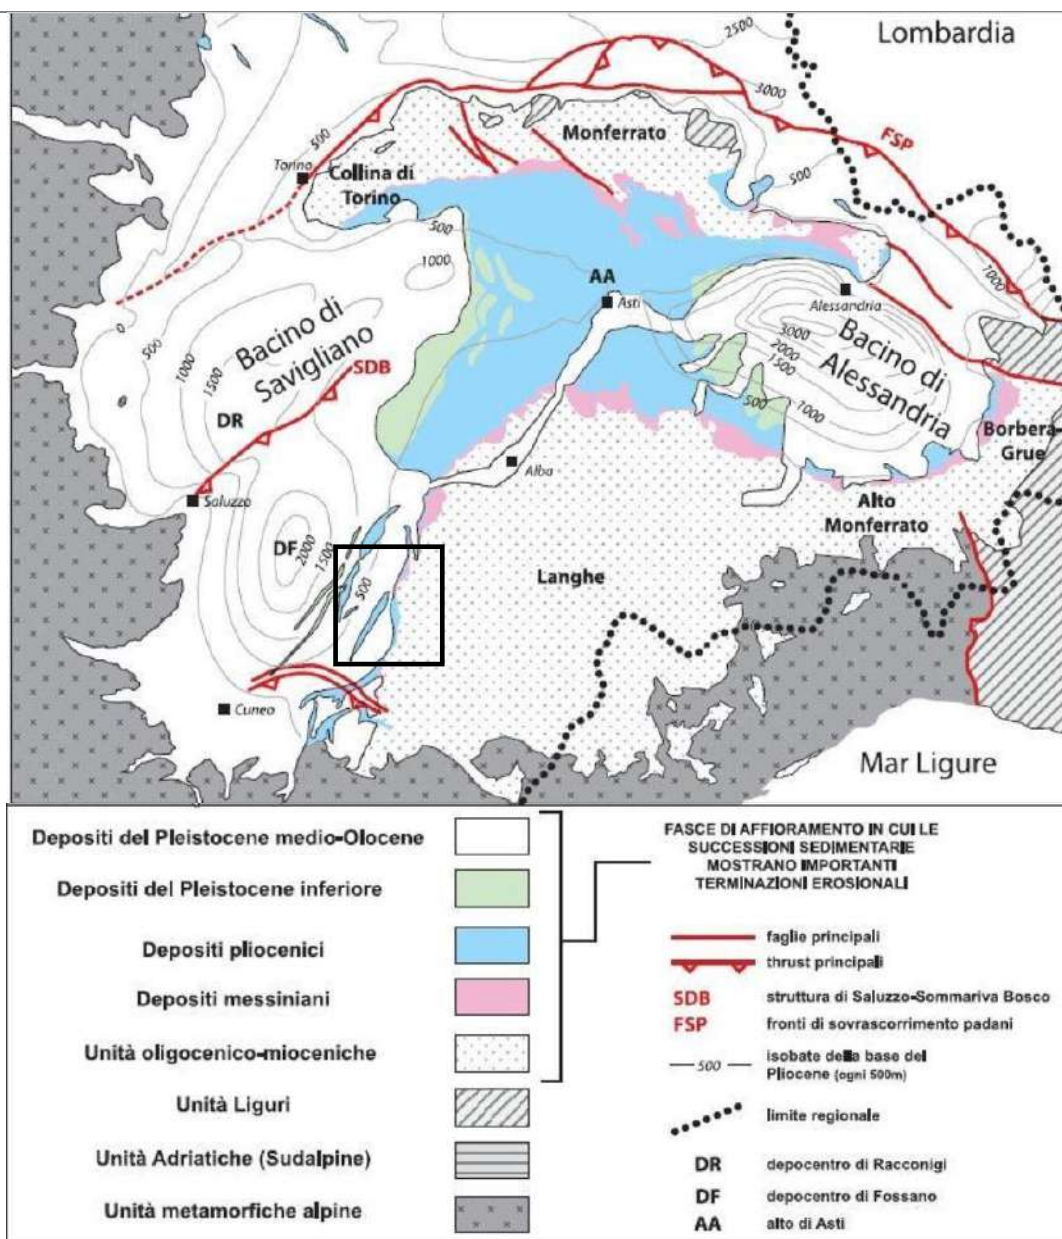 Lombardia
2500
3000
FSP
500
Torino
Monferrato
Collina di
Torino
500
500
1000
1000
AA
Asti
Alessandria
0
500
1000
1500
Bacino di
Savigliano
SDB
DR
3000
2000
1500
Bacino di
Alessandria
500
1000
Borbera-
Grue
Alba
Saluzzo
Alto
Monferrato
DF
2000
1500
500
Langhe
Cuneo
Mar Ligure
Depositi del Pleistocene medio-Olocene
Depositi del Pleistocene inferiore
Depositi pliocenici
Depositi messiniani
Unità oligocenico-mioceniche
Unità Liguri
Unità Adriatiche (Sudalpine)
Unità metamorfiche alpine
FASCE DI AFFIORAMENTO IN CUI LE
SUCCESSIONI SEDIMENTARIE
MOSTRANO IMPORTANTI
TERMINAZIONI EROSIONALI
faglie principali
thrust principali
SDB struttura di Saluzzo-Sommariva Bosco
FSP fronti di sovrascorrimento padani
500 isobate della base del
Pliocene (ogni 500m)
limite regionale
DR depocentro di Racconigi
DF depocentro di Fossano
AA alto di Asti